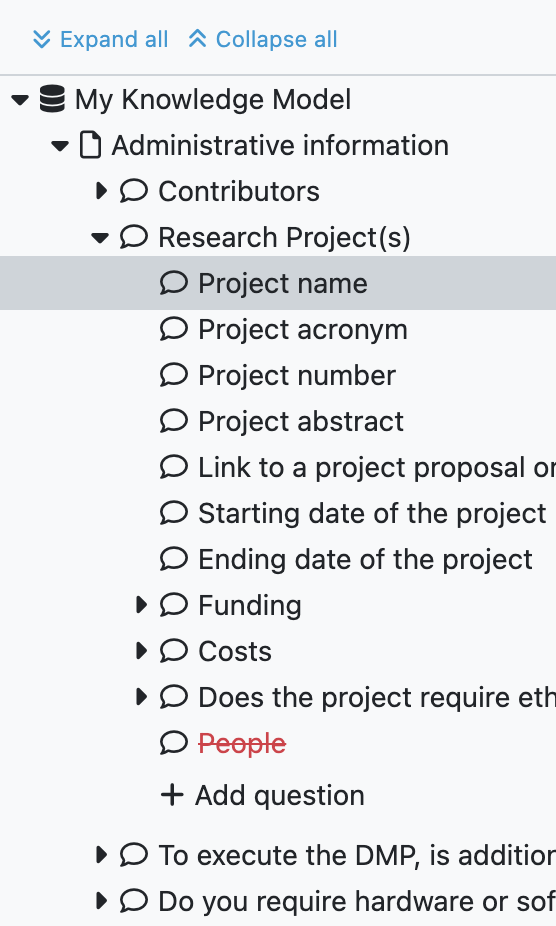 Expand all Collapse all
My Knowledge Model
Administrative information
Contributors
Research Project(s)
Project name
Project acronym
Project number
Project abstract
Link to a project proposal or
Starting date of the project
Ending date of the project
Funding
Costs
Does the project require eth
People
Add question
To execute the DMP, is addition
Do you require hardware or sof